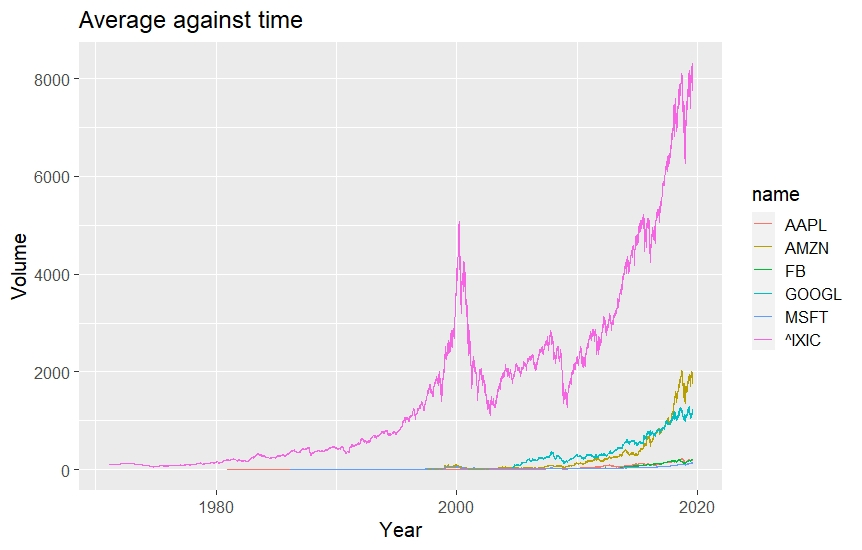 Average against time
8000
6000
4000
2000
0
Volume
1980
2000
2020
Year
name
AAPL
AMZN
FB
GOOGL
MSFT
^IXIC